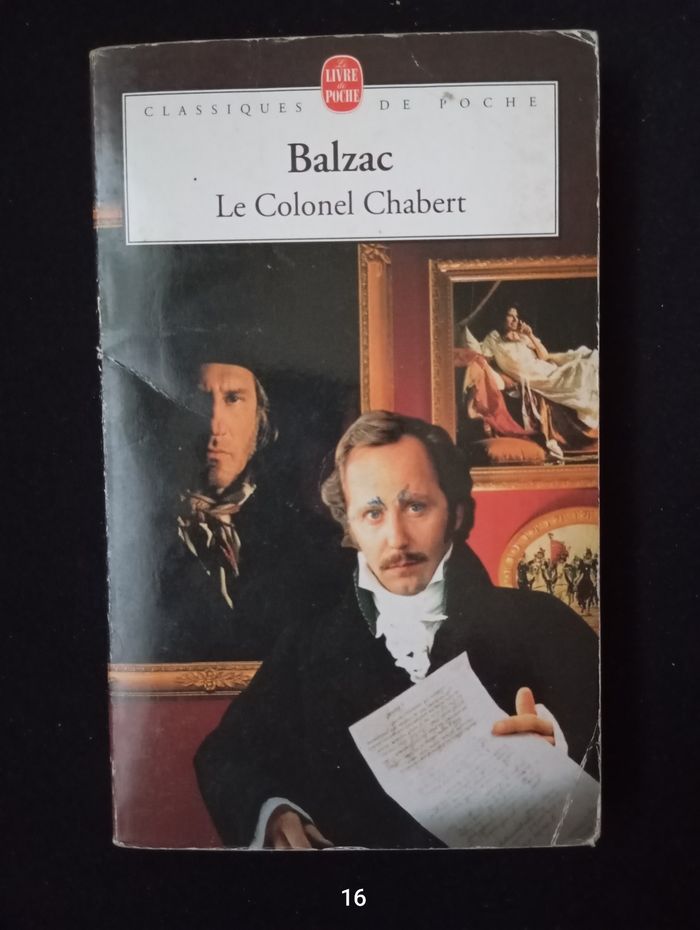 Le
LIVRE
de
POCHE
CLASSIQUES DE POCHE
Balzac
Le Colonel Chabert
16